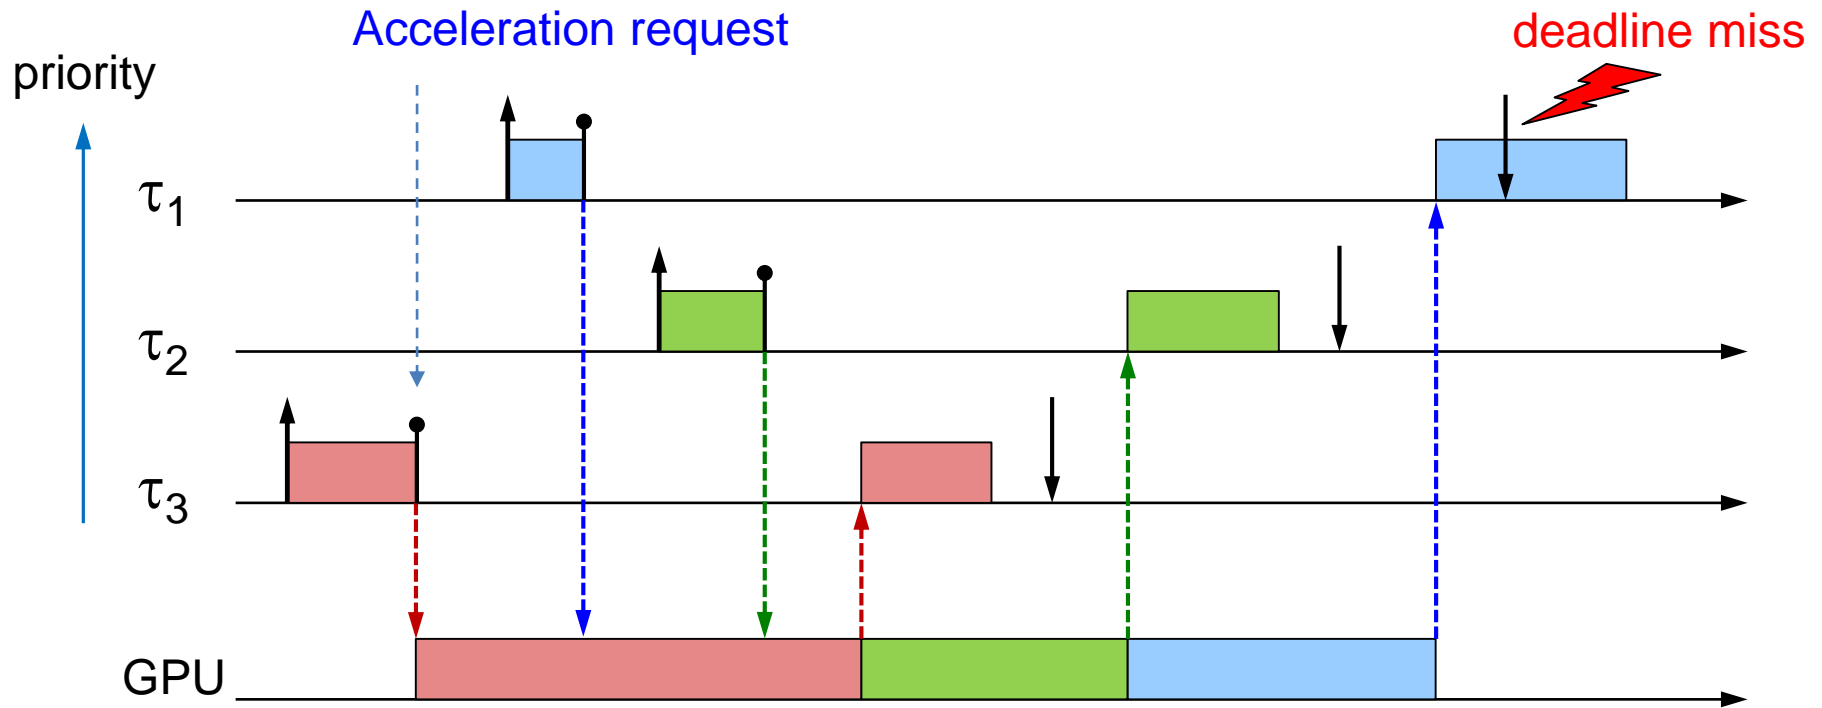 Acceleration request
deadline miss
priority
τ1
τ2
τ3
GPU